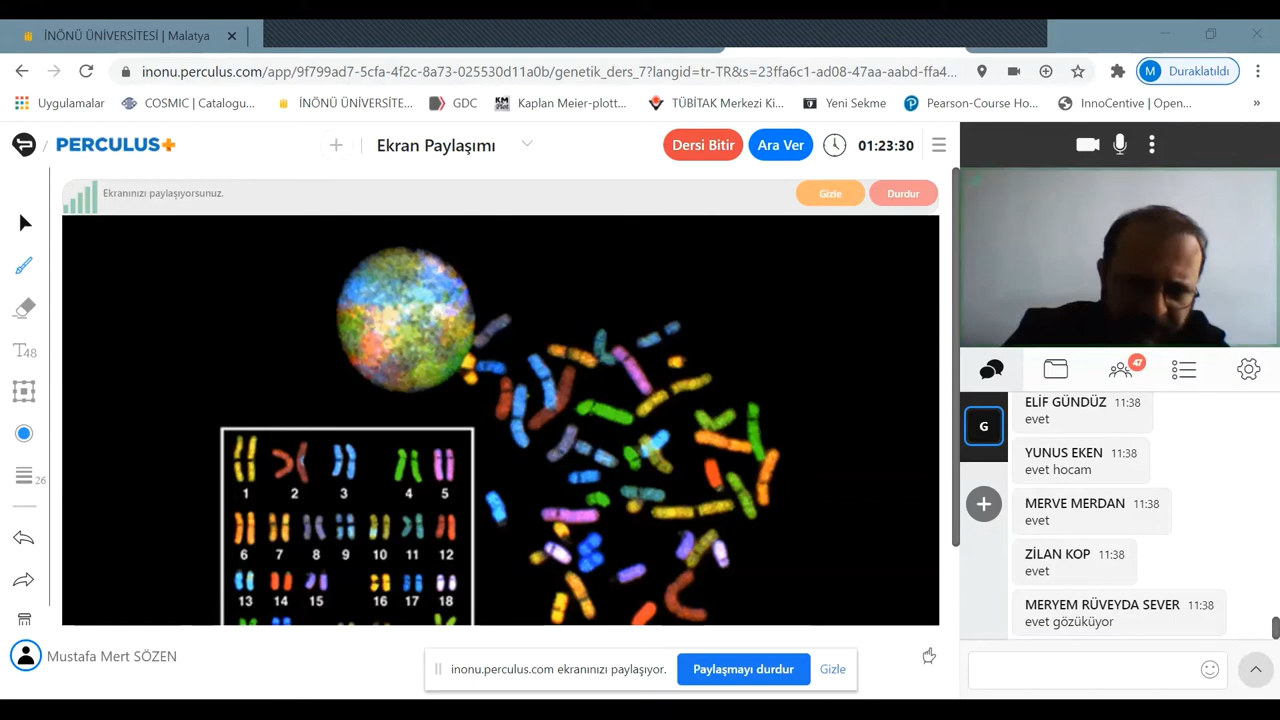 İNÖNÜ ÜNİVERSİTESİ | Malatya
inonu.perculus.com/app/9f799ad7-5cfa-4f2c-8a73-025530d11a0b/genetik_ders_7?langid=tr-TR&s=23ffa6c1-ad08-47aa-aabd-ffa4...
M Duraklatıldı
Uygulamalar COSMIC | Catalogu... İNÖNÜ ÜNİVERSİTE... GDC Kaplan Meier-plott... TÜBİTAK Merkezi Ki... Yeni Sekme Pearson-Course Ho... InnoCentive | Open... »
/ PERCULUS+ Ekran Paylaşımı Dersi Bitir Ara Ver 01:23:30
Ekranınızı paylaşıyorsunuz. Gizle Durdur
T48
26
1 2 3 4 5
6 7 8 9 10 11 12
13 14 15 16 17 18
47
G
ELİF GÜNDÜZ 11:38
evet
YUNUS EKEN 11:38
evet hocam
MERVE MERDAN 11:38
evet
ZİLAN KOP 11:38
evet
MERYEM RÜVEYDA SEVER 11:38
evet gözüküyor
Mustafa Mert SÖZEN
inonu.perculus.com ekranınızı paylaşıyor. Paylaşmayı durdur Gizle